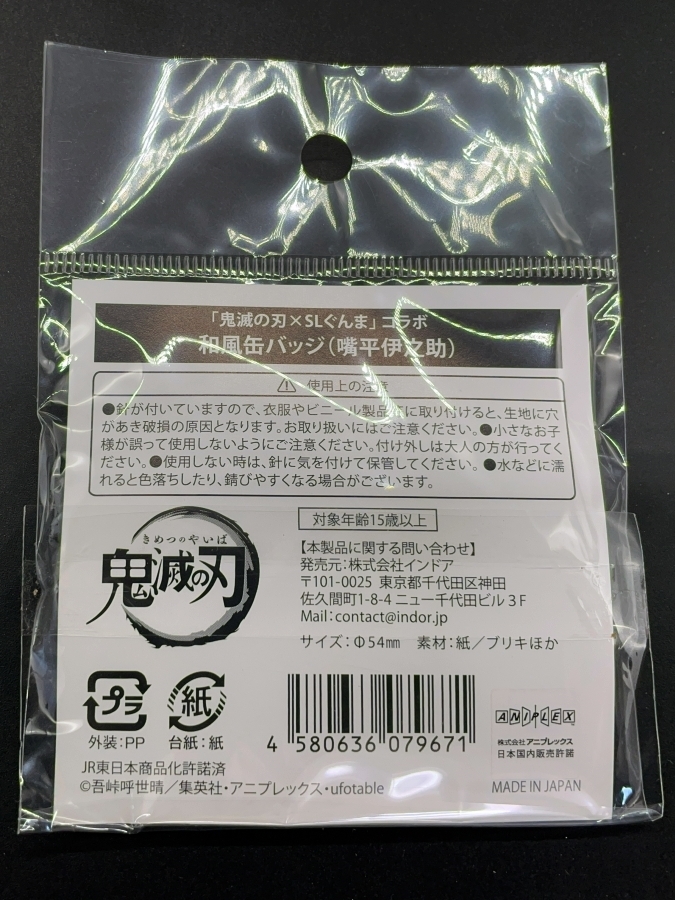 「鬼滅の刃×SLぐんま」コラボ
和風缶バッジ(嘴平伊之助)
使用上の注意
●針が付いていますので、衣服やビニール製品等に取り付けると、生地に穴
があき破損の原因となります。お取り扱いにはご注意ください。●小さなお子
様が誤って使用しないようにご注意ください。付け外しは大人の方が行ってく
ださい。●使用しない時は、針に気を付けて保管してください。 ●水などに濡
れると色落ちしたり、錆びやすくなる場合がございます。
対象年齢15歳以上
きめつのやいば
鬼滅の刃
【本製品に関する問い合わせ】
発売元:株式会社インドア
〒101-0025 東京都千代田区神田
佐久間町1-8-4 ニュー千代田ビル3F
Mail:contact@indor.jp
サイズ:Φ54mm 素材:紙/ブリキほか
プラ
外装:PP
紙
台紙:紙
4 580636 079671
ANIPLEX
株式会社アニプレックス
日本国内販売許諾
JR東日本商品化許諾済
©吾峠呼世晴/集英社・アニプレックス・ufotable
MADE IN JAPAN